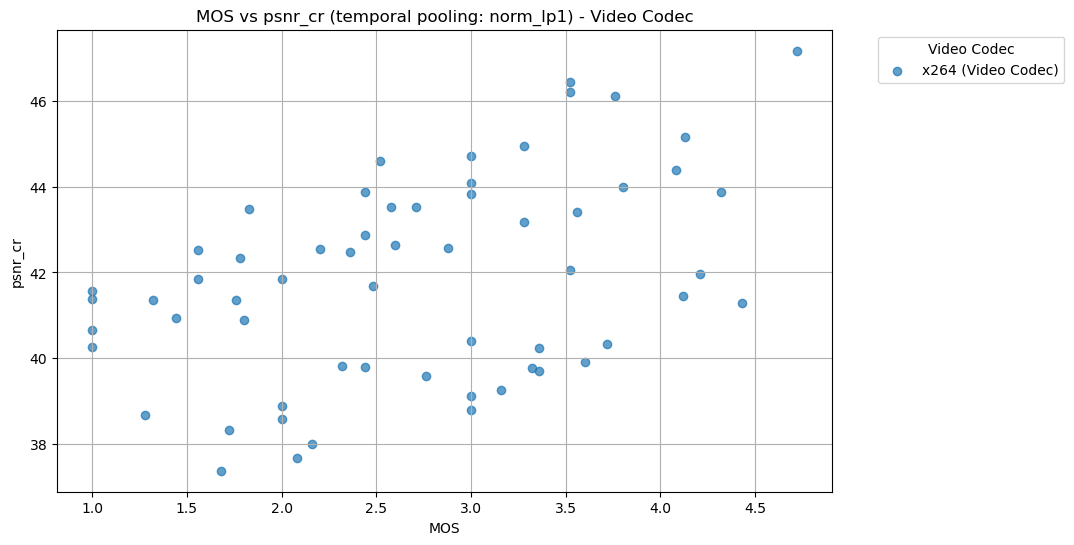 MOS vs psnr_cr (temporal pooling: norm_lp1) - Video Codec
Video Codec
x264 (Video Codec)
psnr_cr
46
44
42
40
38
1.0 1.5 2.0 2.5 3.0 3.5 4.0 4.5
MOS